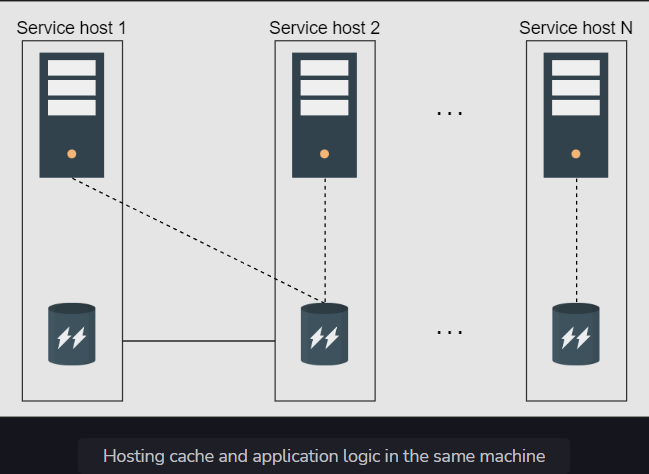 Service host 1
Service host 2
Service host N
. . .
. . .
Hosting cache and application logic in the same machine